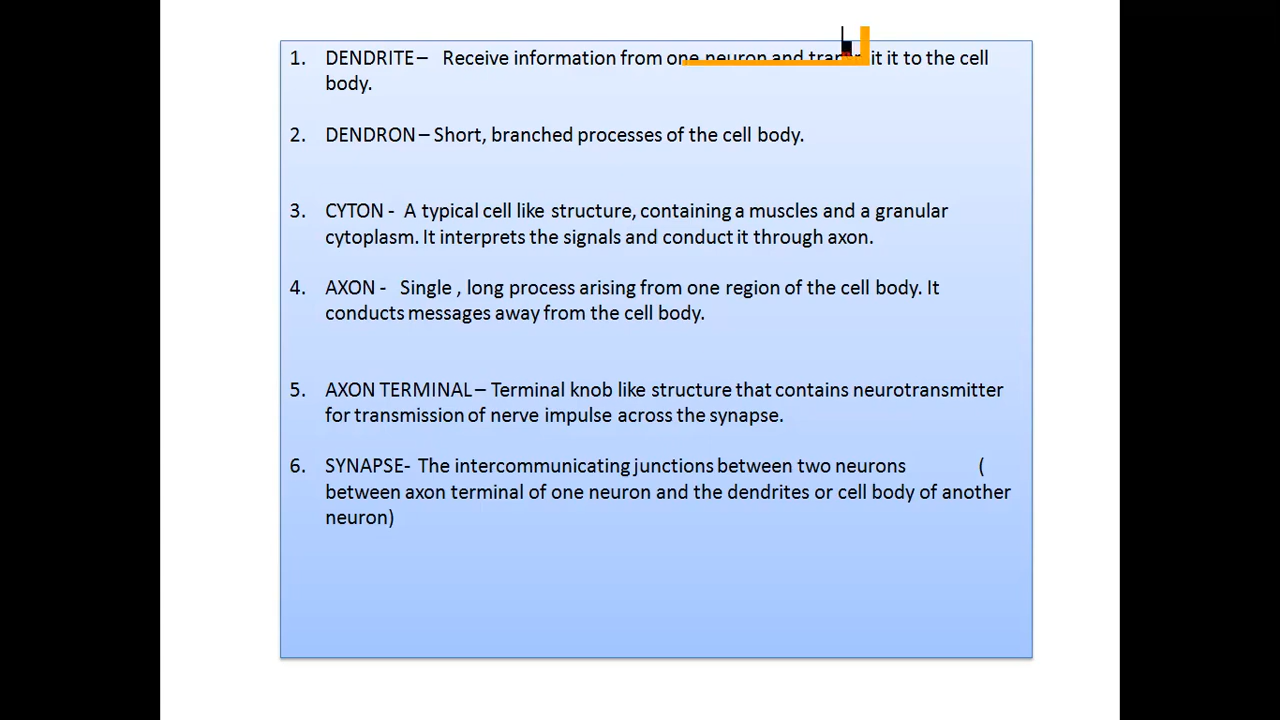 1. DENDRITE – Receive information from one neuron and transmit it to the cell
body.
2. DENDRON – Short, branched processes of the cell body.
3. CYTON - A typical cell like structure, containing a muscles and a granular
cytoplasm. It interprets the signals and conduct it through axon.
4. AXON - Single , long process arising from one region of the cell body. It
conducts messages away from the cell body.
5. AXON TERMINAL – Terminal knob like structure that contains neurotransmitter
for transmission of nerve impulse across the synapse.
6. SYNAPSE- The intercommunicating junctions between two neurons (
between axon terminal of one neuron and the dendrites or cell body of another
neuron)